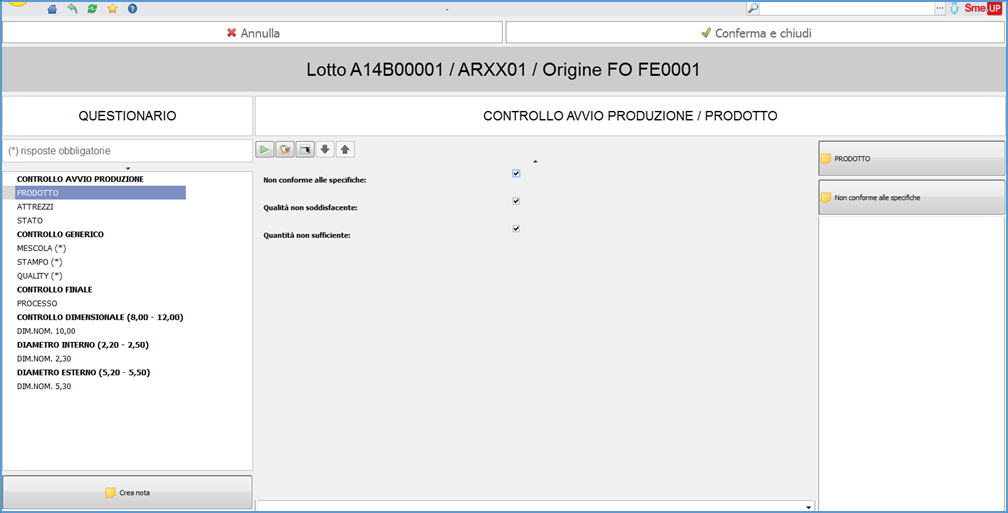 Sme.UP
Annulla
Conferma e chiudi
Lotto A14B00001 / ARXX01 / Origine FO FE0001
QUESTIONARIO
CONTROLLO AVVIO PRODUZIONE / PRODOTTO
(*) risposte obbligatorie
CONTROLLO AVVIO PRODUZIONE
PRODOTTO
ATTREZZI
STATO
CONTROLLO GENERICO
MESCOLA (*)
STAMPO (*)
QUALITY (*)
CONTROLLO FINALE
PROCESSO
CONTROLLO DIMENSIONALE (8,00 - 12,00)
DIM.NOM. 10,00
DIAMETRO INTERNO (2,20 - 2,50)
DIM.NOM. 2,30
DIAMETRO ESTERNO (5,20 - 5,50)
DIM.NOM. 5,30
Crea nota
Non conforme alle specifiche:
Qualità non soddisfacente:
Quantità non sufficiente:
PRODOTTO
Non conforme alle specifiche